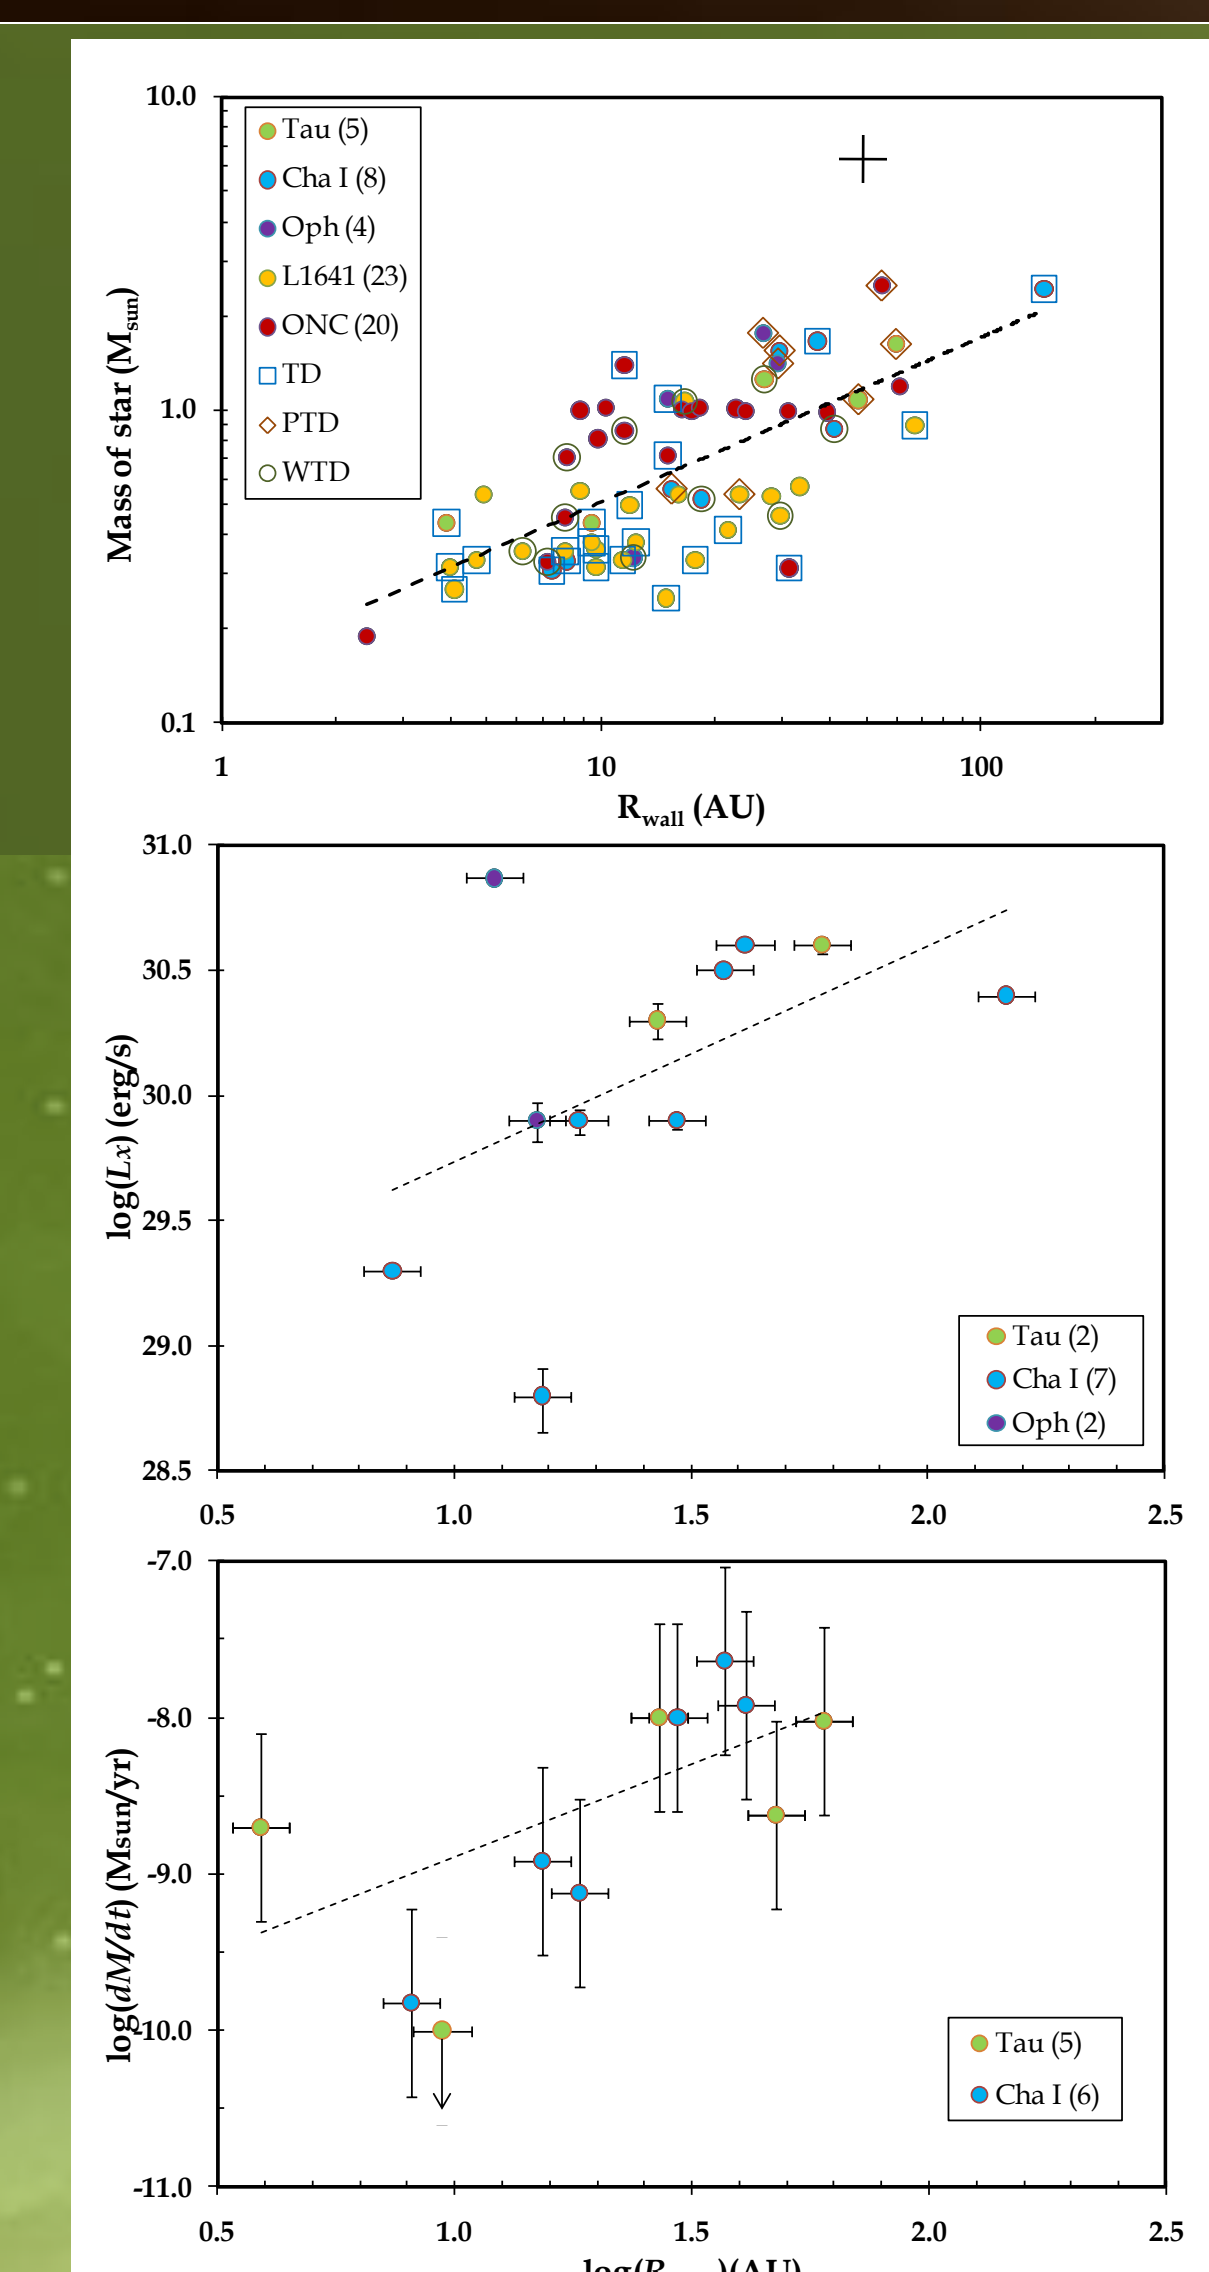 10.0
Tau (5)
Cha I (8)
Oph (4)
L1641 (23)
ONC (20)
TD
PTD
WTD
1.0
0.1
Mass of star (Msun)
1 10 100
Rwall (AU)
31.0
30.5
30.0
29.5
29.0
28.5
log(Lx) (erg/s)
Tau (2)
Cha I (7)
Oph (2)
0.5 1.0 1.5 2.0 2.5
-7.0
-8.0
-9.0
-10.0
-11.0
log(dM/dt) (Msun/yr)
Tau (5)
Cha I (6)
0.5 1.0 1.5 2.0 2.5
log(R )(AU)